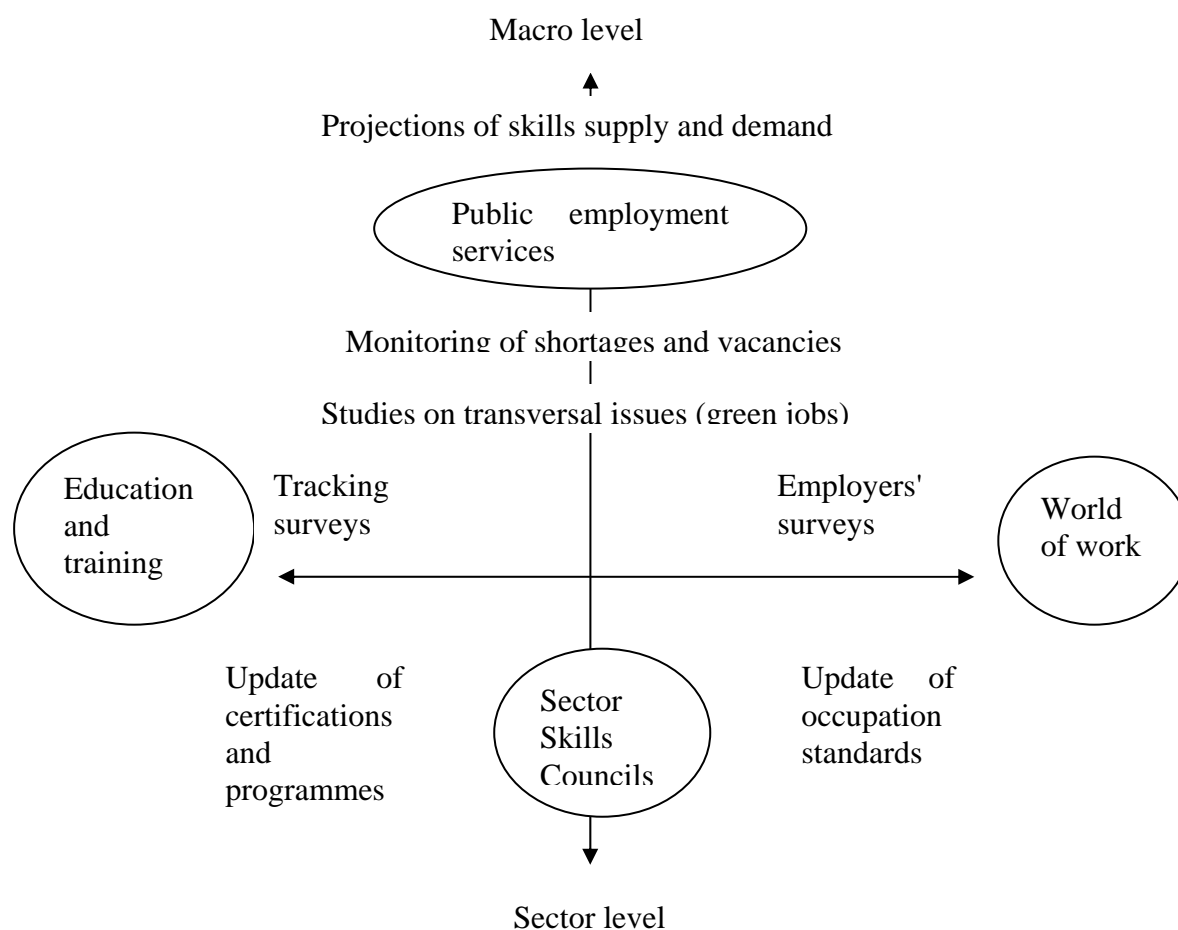 Macro level
Projections of skills supply and demand
Public employment
services
Monitoring of shortages and vacancies
Studies on transversal issues (green jobs)
Education
and
training
Tracking
surveys
Employers'
surveys
World
of work
Update of
certifications
and
programmes
Sector
Skills
Councils
Update of
occupation
standards
Sector level